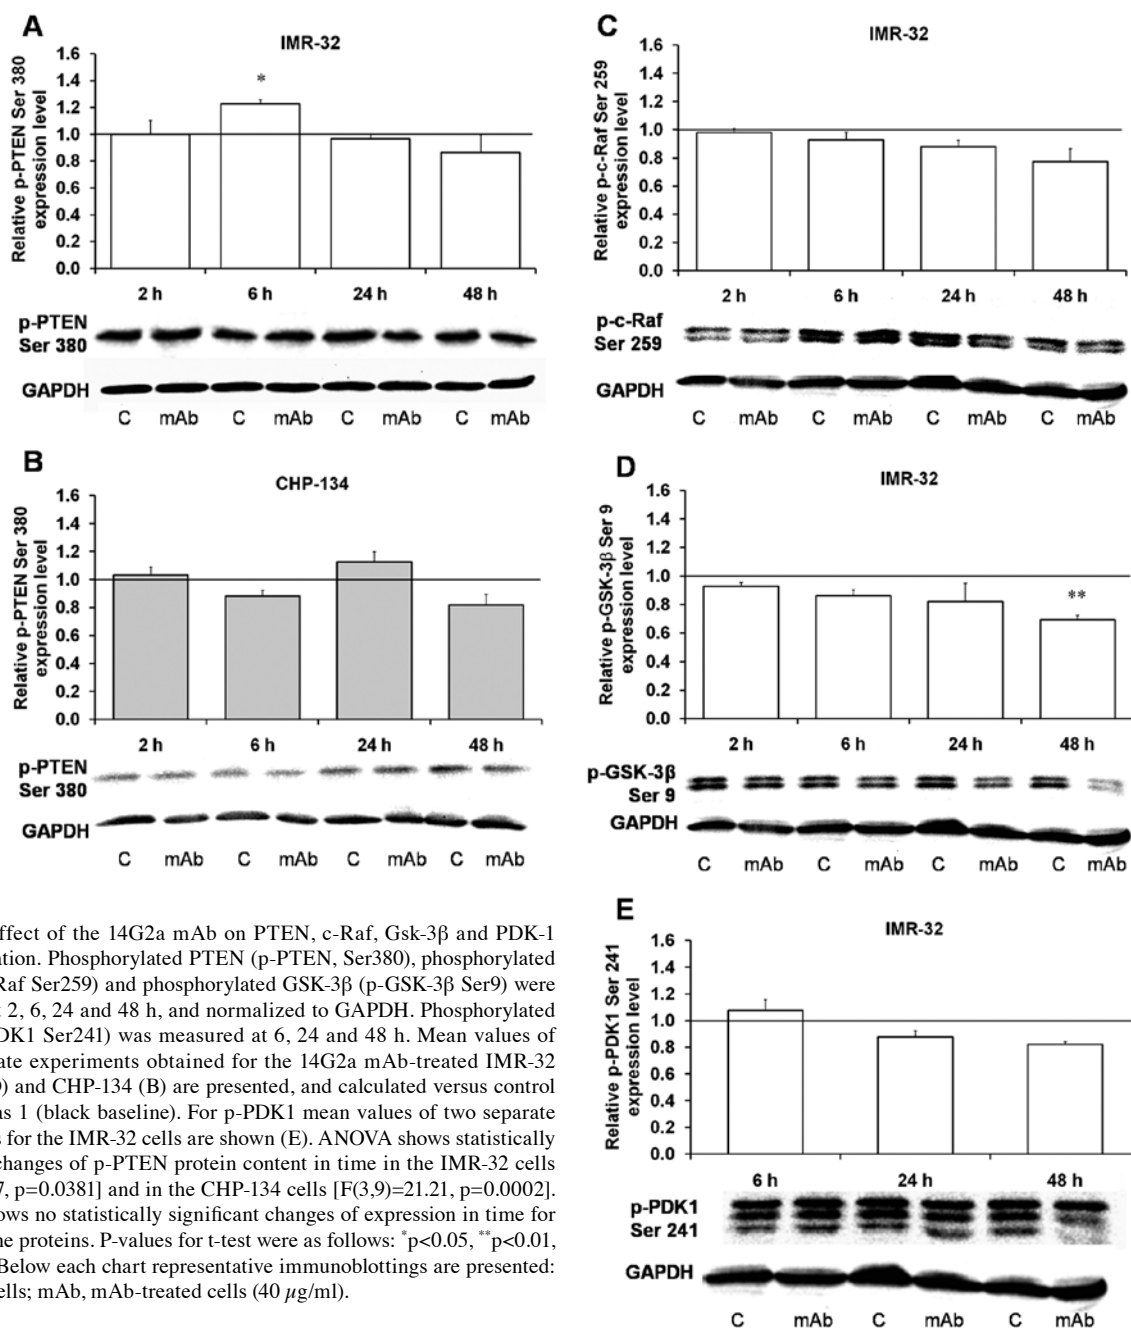 A
IMR-32
Relative p-PTEN Ser 380
expression level
1.6
1.4
1.2
1.0
0.8
0.6
0.4
0.2
0.0
*
2 h 6 h 24 h 48 h
p-PTEN
Ser 380
GAPDH
C mAb C mAb C mAb C mAb
B
CHP-134
Relative p-PTEN Ser 380
expression level
1.6
1.4
1.2
1.0
0.8
0.6
0.4
0.2
0.0
2 h 6 h 24 h 48 h
p-PTEN
Ser 380
GAPDH
C mAb C mAb C mAb C mAb
C
IMR-32
Relative p-c-Raf Ser 259
expression level
1.6
1.4
1.2
1.0
0.8
0.6
0.4
0.2
0.0
2 h 6 h 24 h 48 h
p-c-Raf
Ser 259
GAPDH
C mAb C mAb C mAb C mAb
D
IMR-32
Relative p-GSK-3β Ser 9
expression level
1.6
1.4
1.2
1.0
0.8
0.6
0.4
0.2
0.0
**
2 h 6 h 24 h 48 h
p-GSK-3β
Ser 9
GAPDH
C mAb C mAb C mAb C mAb
E
IMR-32
Relative p-PDK1 Ser 241
expression level
1.6
1.4
1.2
1.0
0.8
0.6
0.4
0.2
0.0
6 h 24 h 48 h
p-PDK1
Ser 241
GAPDH
C mAb C mAb C mAb
ffect of the 14G2a mAb on PTEN, c-Raf, Gsk-3β and PDK-1
ation. Phosphorylated PTEN (p-PTEN, Ser380), phosphorylated
Raf Ser259) and phosphorylated GSK-3β (p-GSK-3β Ser9) were
t 2, 6, 24 and 48 h, and normalized to GAPDH. Phosphorylated
DK1 Ser241) was measured at 6, 24 and 48 h. Mean values of
ate experiments obtained for the 14G2a mAb-treated IMR-32
) and CHP-134 (B) are presented, and calculated versus control
as 1 (black baseline). For p-PDK1 mean values of two separate
s for the IMR-32 cells are shown (E). ANOVA shows statistically
changes of p-PTEN protein content in time in the IMR-32 cells
7, p=0.0381] and in the CHP-134 cells [F(3,9)=21.21, p=0.0002].
ows no statistically significant changes of expression in time for
he proteins. P-values for t-test were as follows: *p<0.05, **p<0.01,
Below each chart representative immunoblottings are presented:
ells; mAb, mAb-treated cells (40 µg/ml).